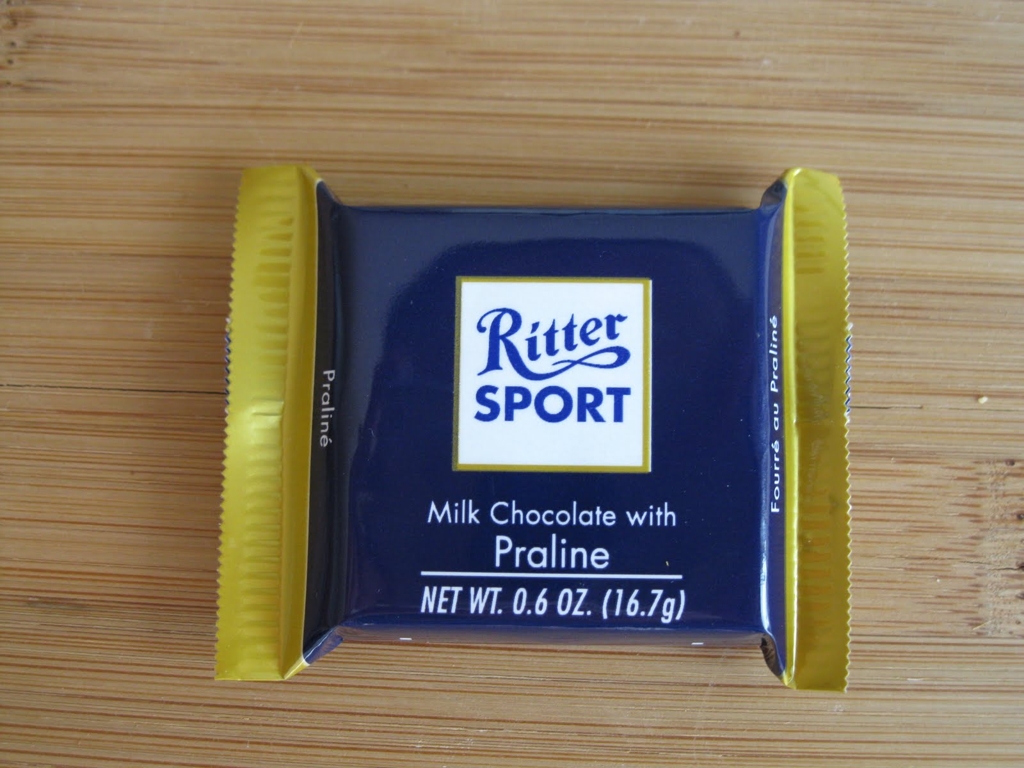 Ritter
SPORT
Milk Chocolate with
Praline
NET WT. 0.6 OZ. (16.7g)
Praliné
Fourré au Praliné